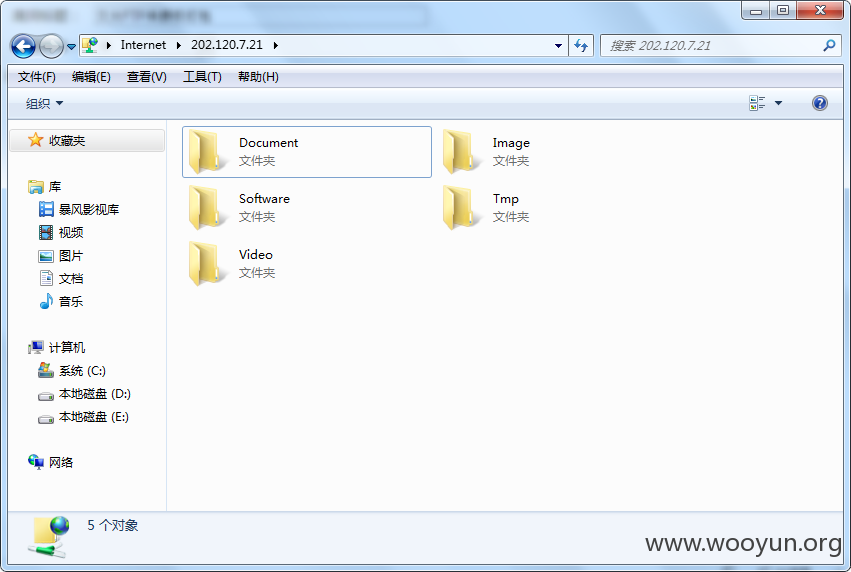 Internet 202.120.7.21
搜索 202.120.7.21
文件(F) 编辑(E) 查看(V) 工具(T) 帮助(H)
组织
收藏夹
库
暴风影视库
视频
图片
文档
音乐
计算机
系统 (C:)
本地磁盘 (D:)
本地磁盘 (E:)
网络
Document
文件夹
Image
文件夹
Software
文件夹
Tmp
文件夹
Video
文件夹
5 个对象
www.wooyun.org